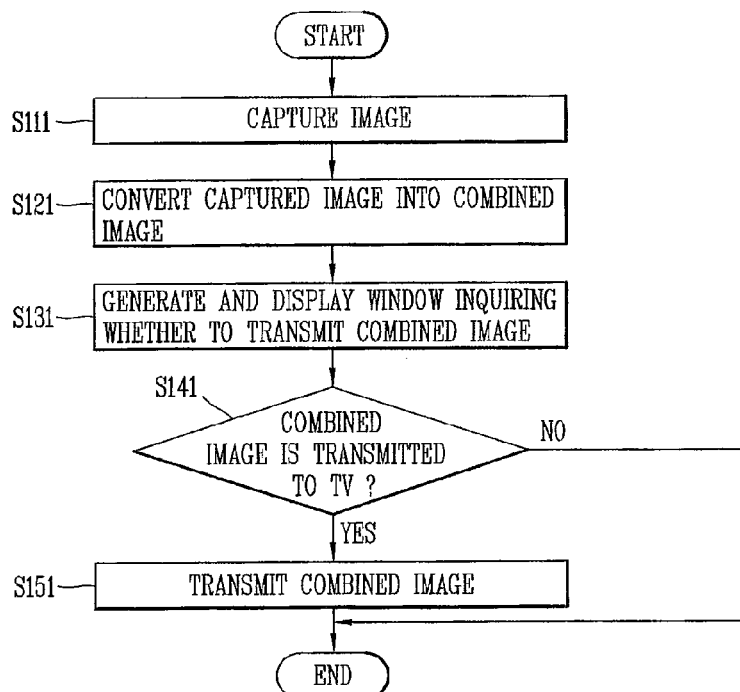 START
S111
CAPTURE IMAGE
S121
CONVERT CAPTURED IMAGE INTO COMBINED
IMAGE
S131
GENERATE AND DISPLAY WINDOW INQUIRING
WHETHER TO TRANSMIT COMBINED IMAGE
S141
COMBINED
IMAGE IS TRANSMITTED
TO TV ?
NO
YES
S151
TRANSMIT COMBINED IMAGE
END